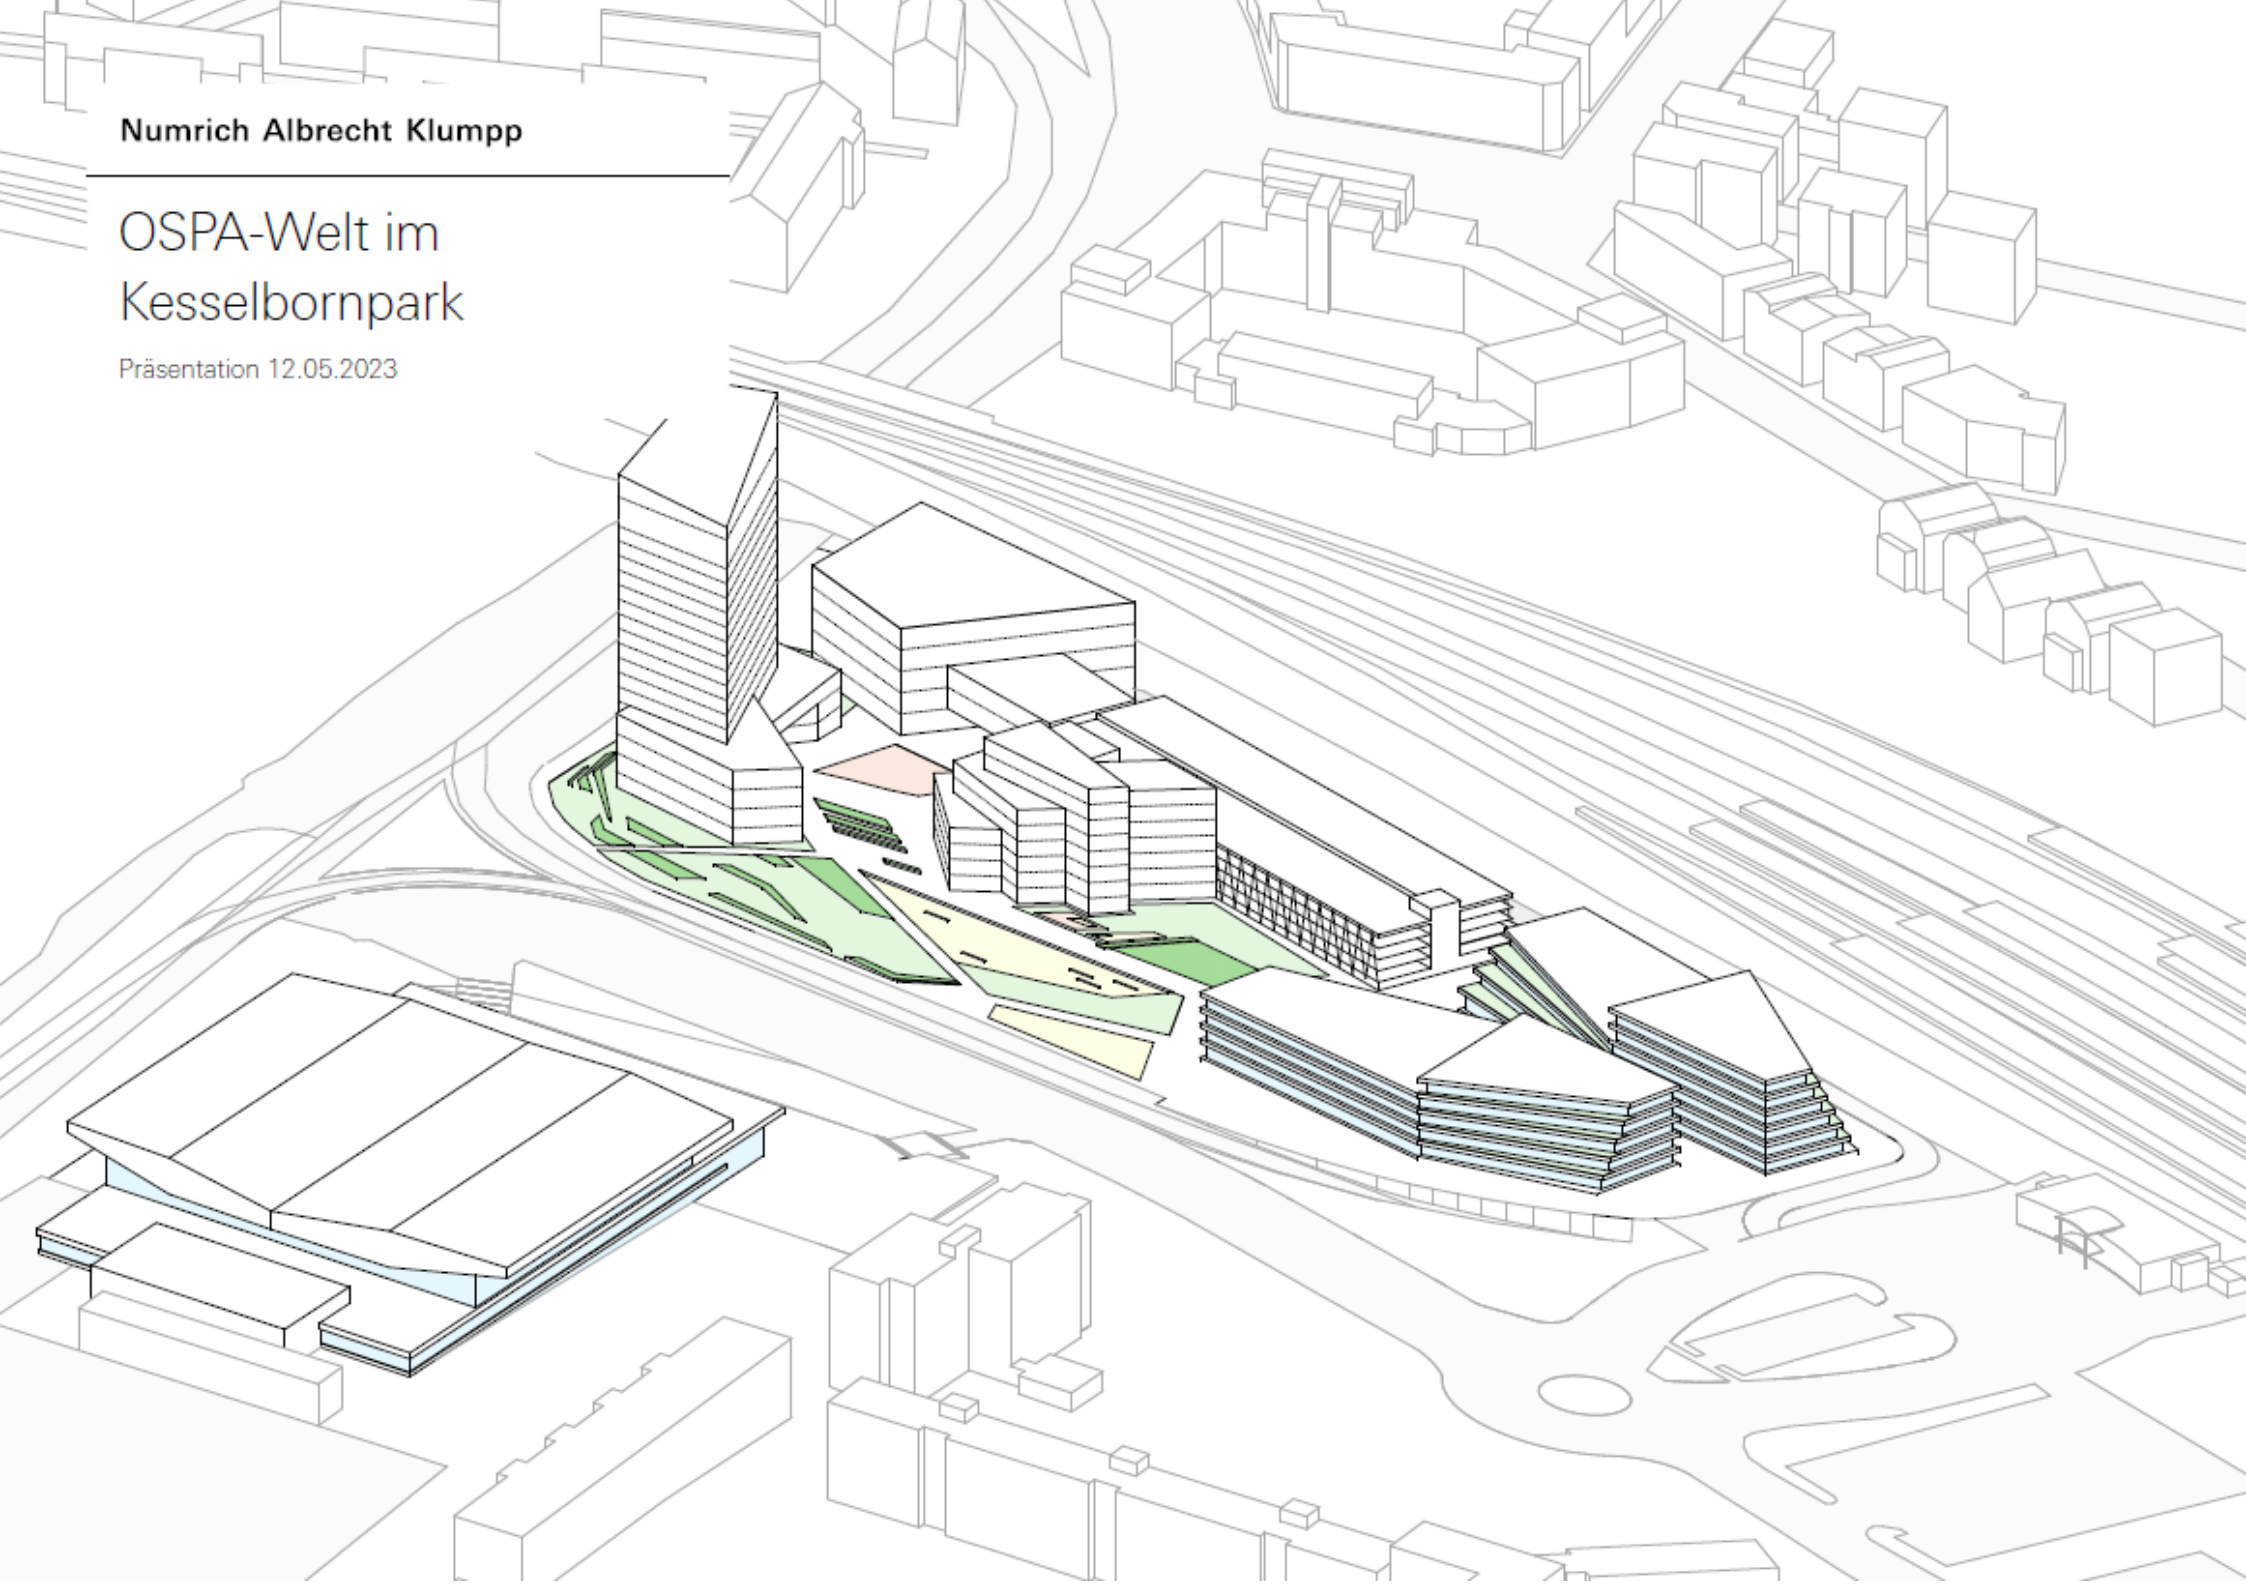 Numrich Albrecht Klumpp
OSPA-Welt im
Kesselbornpark
Präsentation 12.05.2023